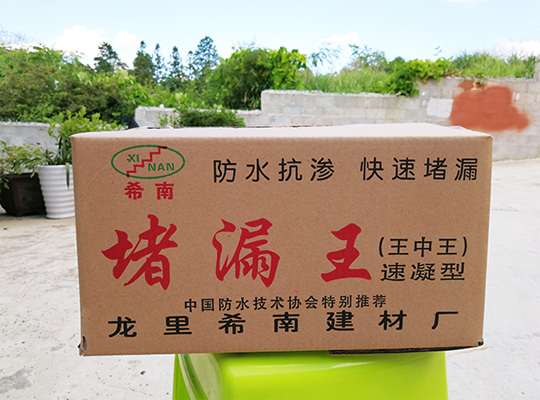 XI NAN
希南
防水抗渗 快速堵漏
堵漏王
(王中王)
速凝型
中国防水技术协会特别推荐
龙里希南建材厂